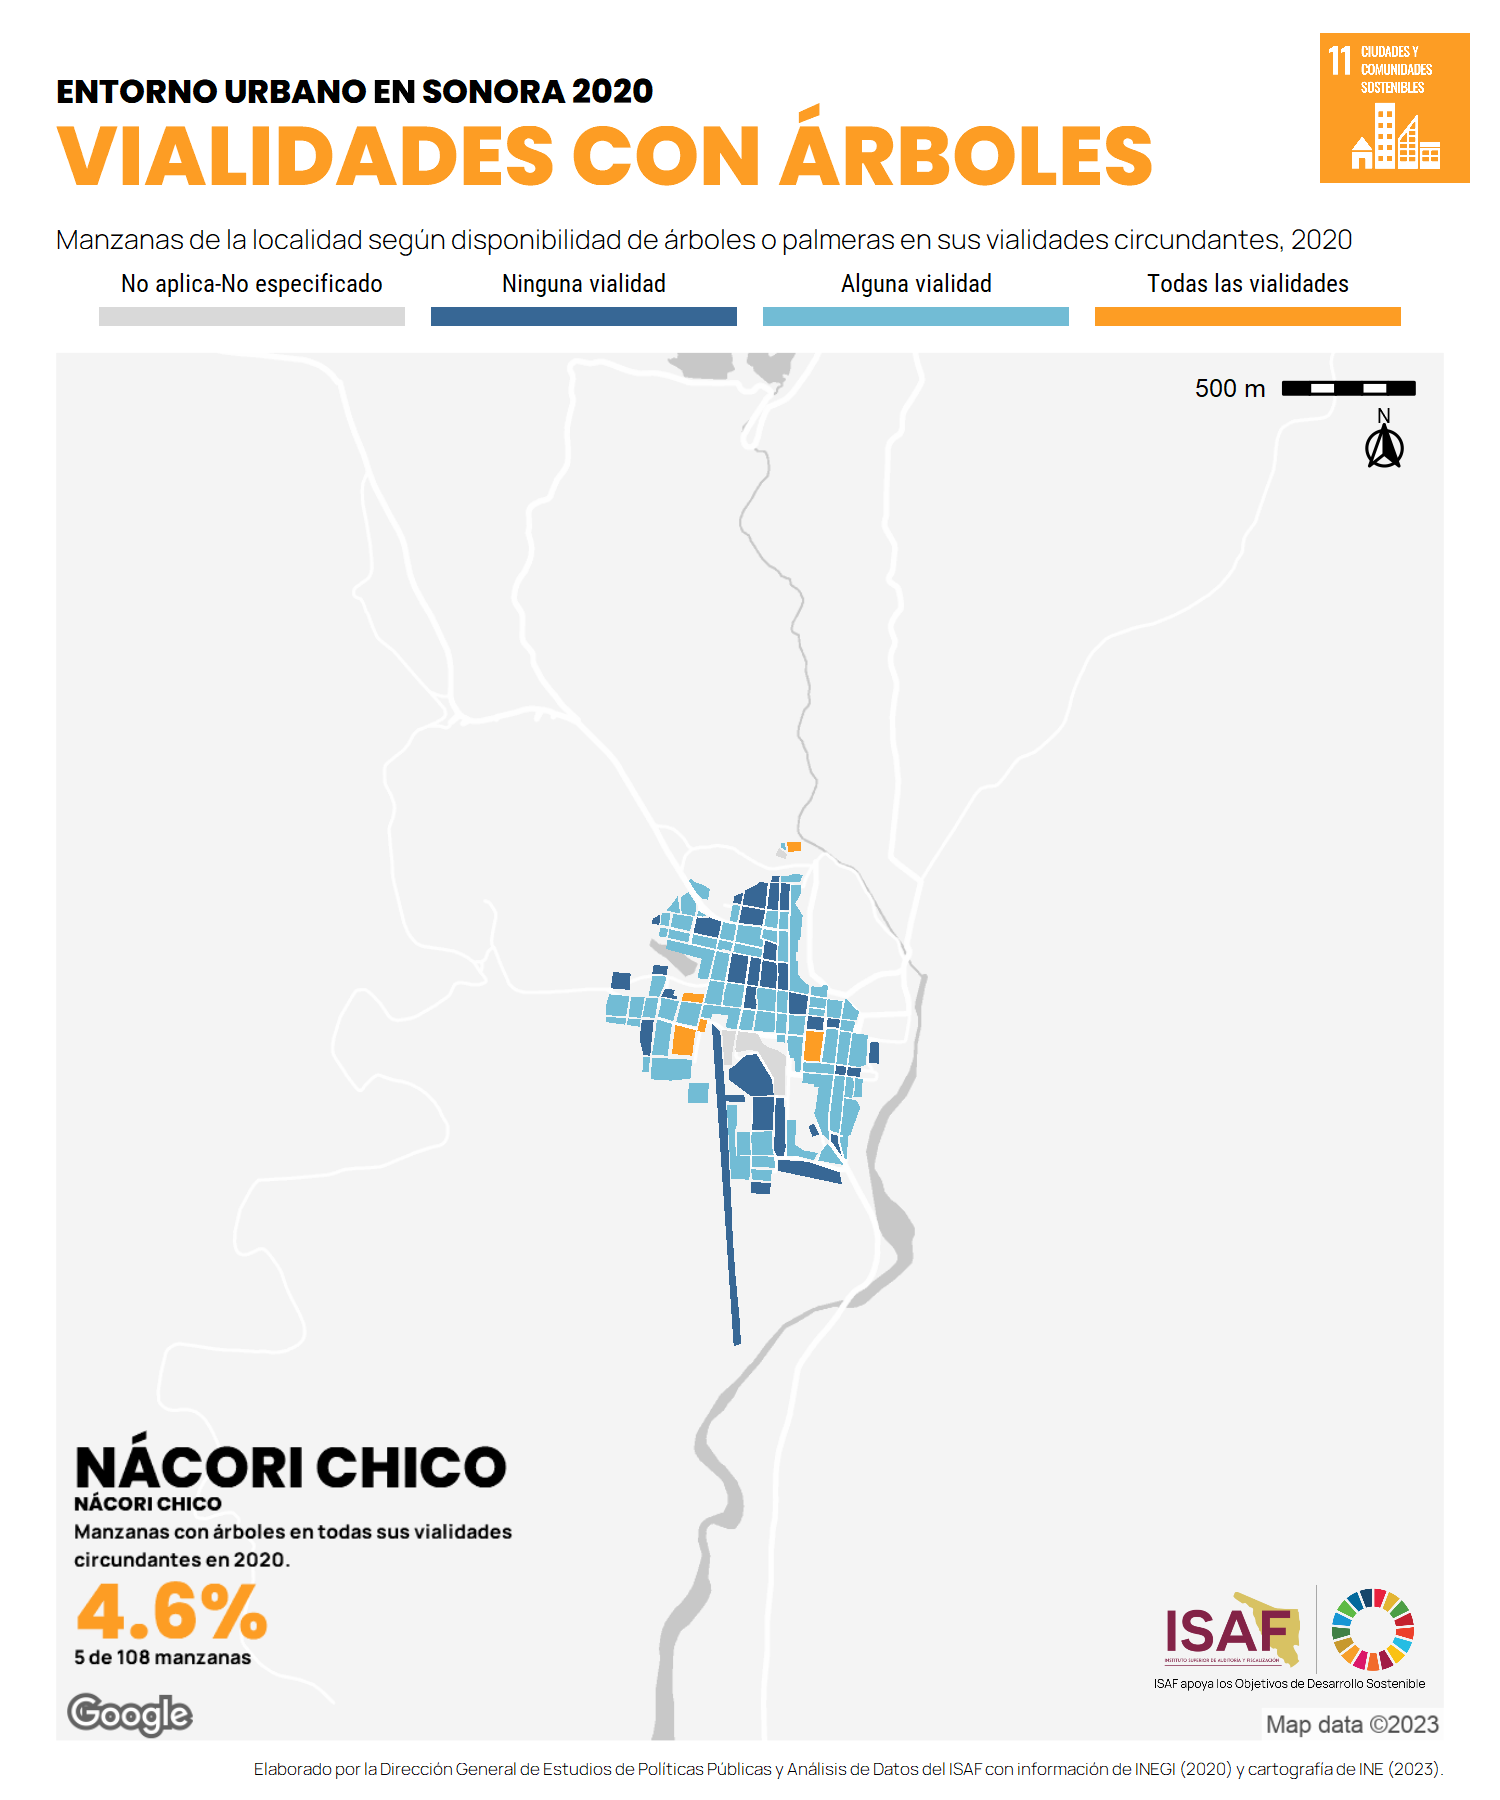 11 CIUDADES Y
COMUNIDADES
SOSTENIBLES
ENTORNO URBANO EN SONORA 2020
VIALIDADES CON ÁRBOLES
Manzanas de la localidad según disponibilidad de árboles o palmeras en sus vialidades circundantes, 2020
No aplica-No especificado
Ninguna vialidad
Alguna vialidad
Todas las vialidades
500 m
N
NÁCORI CHICO
NÁCORI CHICO
Manzanas con árboles en todas sus vialidades
circundantes en 2020.
4.6%
5 de 108 manzanas
ISAF
INSTITUTO SUPERIOR DE AUDITORÍA Y FISCALIZACIÓN
ISAF apoya los Objetivos de Desarrollo Sostenible
Google
Map data ©2023
Elaborado por la Dirección General de Estudios de Políticas Públicas y Análisis de Datos del ISAF con información de INEGI (2020) y cartografía de INE (2023).